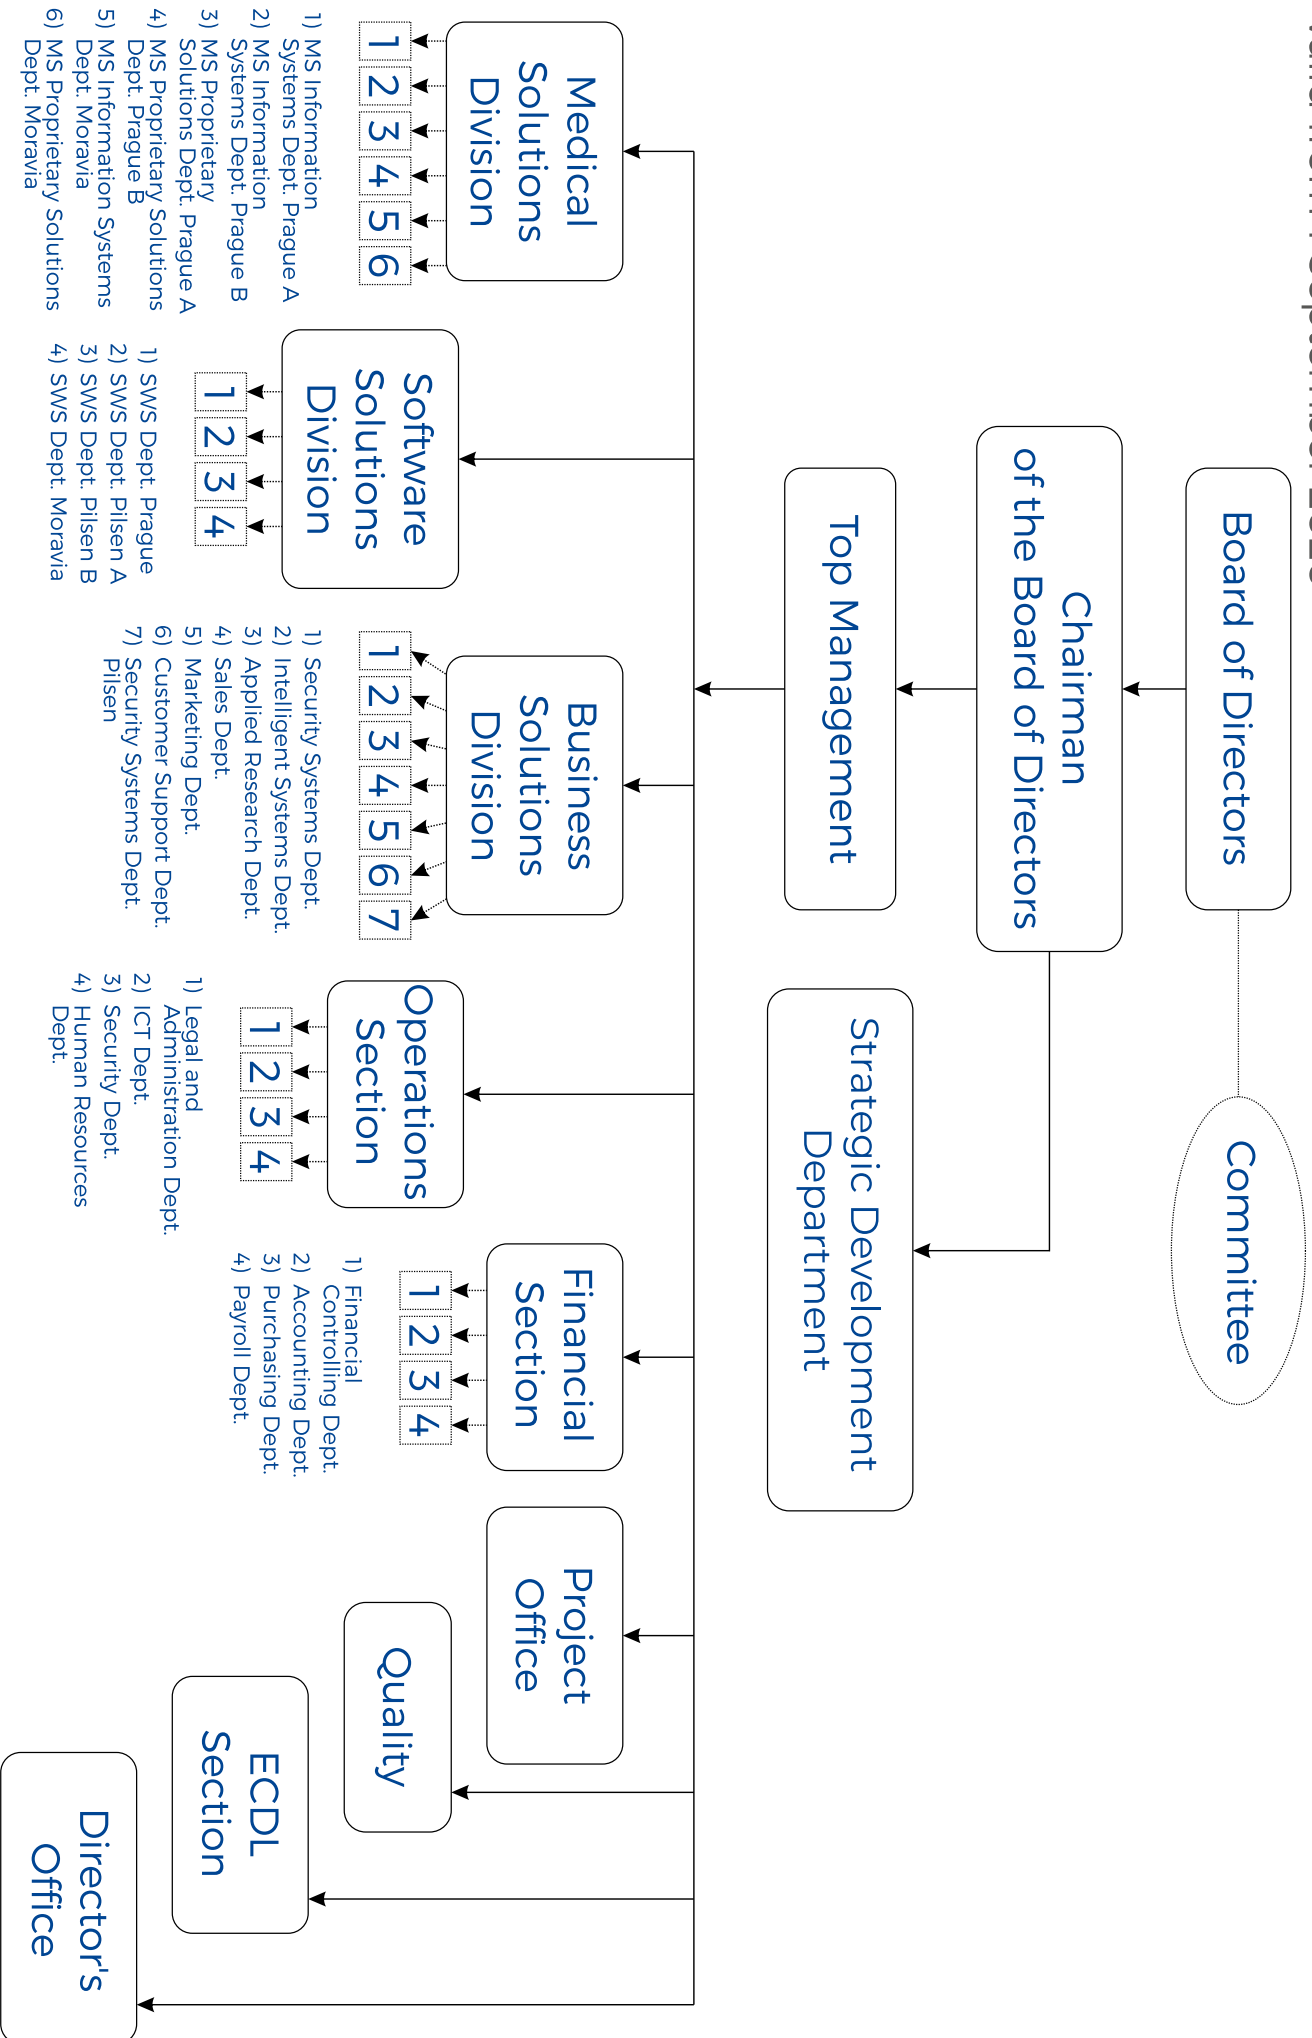 Board of Directors
Committee
Chairman
of the Board of Directors
Top Management
Strategic Development
Department
Medical
Solutions
Division
1 2 3 4 5 6
1) MS Information
Systems Dept. Prague A
2) MS Information
Systems Dept. Prague B
3) MS Proprietary
Solutions Dept. Prague A
4) MS Proprietary Solutions
Dept. Prague B
5) MS Information Systems
Dept. Moravia
6) MS Proprietary Solutions
Dept. Moravia
Software
Solutions
Division
1 2 3 4
1) SWS Dept. Prague
2) SWS Dept. Pilsen A
3) SWS Dept. Pilsen B
4) SWS Dept. Moravia
Business
Solutions
Division
1 2 3 4 5 6 7
1) Security Systems Dept.
2) Intelligent Systems Dept.
3) Applied Research Dept.
4) Sales Dept.
5) Marketing Dept.
6) Customer Support Dept.
7) Security Systems Dept.
Pilsen
Operations
Section
1 2 3 4
1) Legal and
Administration Dept.
2) ICT Dept.
3) Security Dept.
4) Human Resources
Dept.
Financial
Section
1 2 3 4
1) Financial
Controlling Dept.
2) Accounting Dept.
3) Purchasing Dept.
4) Payroll Dept.
Project
Office
Quality
ECDL
Section
Director's
Office